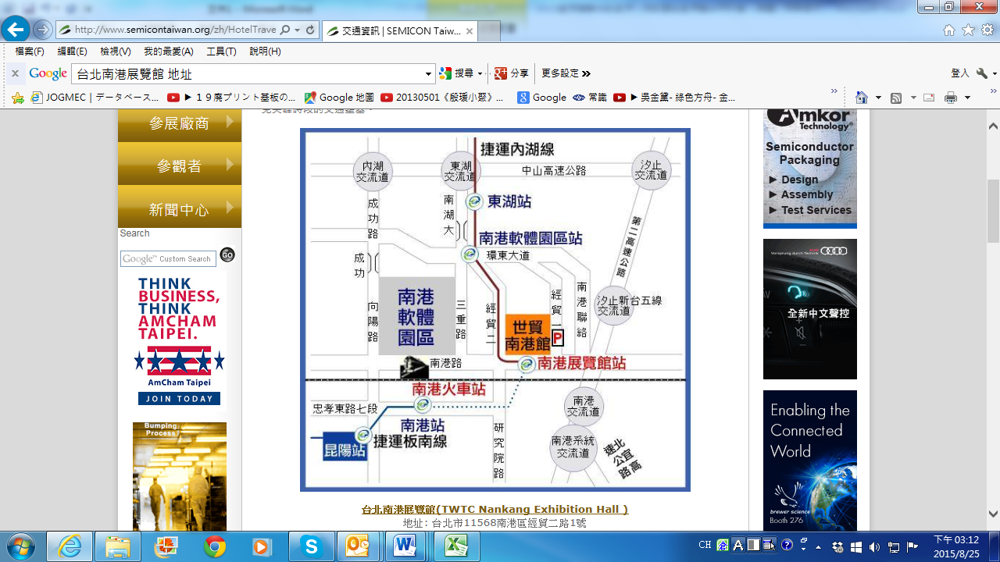 http://www.semicontaiwan.org/zh/HotelTrave
交通資訊 | SEMICON Taiw...
檔案(F) 編輯(E) 檢視(V) 我的最愛(A) 工具(T) 說明(H)
Google 台北南港展覽館 地址 搜尋 分享 更多設定 » 登入
JOGMEC | データベース... ▶ 1９廃プリント基板の... Google 地圖 20130501《殷瑗小聚》... Google 常識 ▶ 吳金黛- 綠色方舟- 金...
參展廠商
參觀者
新聞中心
Search
Google™ Custom Search GO
THINK
BUSINESS,
THINK
AMCHAM
TAIPEI.
AmCham Taipei
JOIN TODAY
Bumping
Process
捷運內湖線
內湖
交流道
東湖
交流道
中山高速公路
汐止
交流道
東湖站
成功路
南湖大
第二高速公路
南港軟體園區站
環東大道
成功
南港
軟體
園區
向陽路
三重路
經貿二
世貿
南港館
經貿一
P
南港聯絡
汐止新台五線
交流道
南港路
南港展覽館站
南港火車站
忠孝東路七段
南港站
捷運板南線
昆陽站
研究院路
南港
交流道
南港系統
交流道
北宜高
速公路
台北南港展覽館(TWTC Nankang Exhibition Hall )
地址: 台北市11568南港區經貿二路1號
Amkor
Technology
Semiconductor
Packaging
► Design
► Assembly
► Test Services
Audi
Vorsprung durch Technik
全新中文聲控
Enabling the
Connected
World
brewer science
Booth 276
CH
下午 03:12
2015/8/25